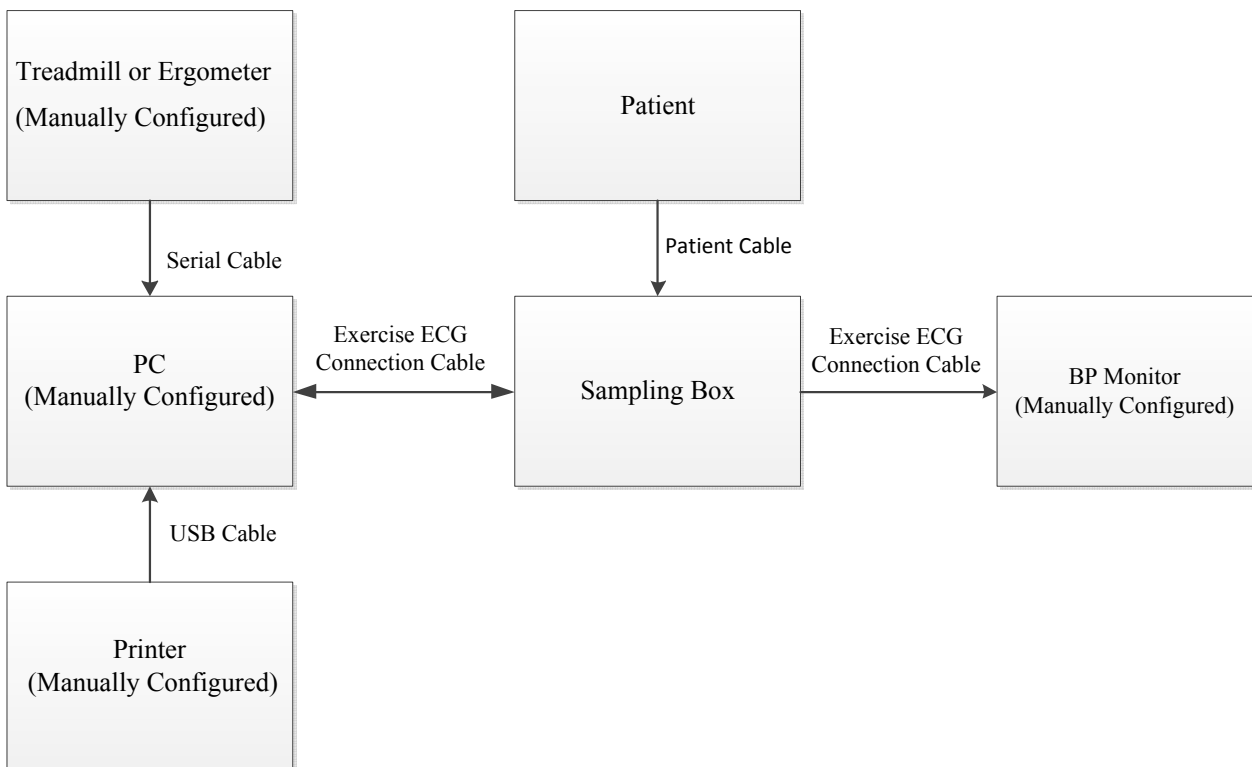 Treadmill or Ergometer
(Manually Configured)
Patient
Serial Cable
Patient Cable
PC
(Manually Configured)
Exercise ECG
Connection Cable
Sampling Box
Exercise ECG
Connection Cable
BP Monitor
(Manually Configured)
USB Cable
Printer
(Manually Configured)